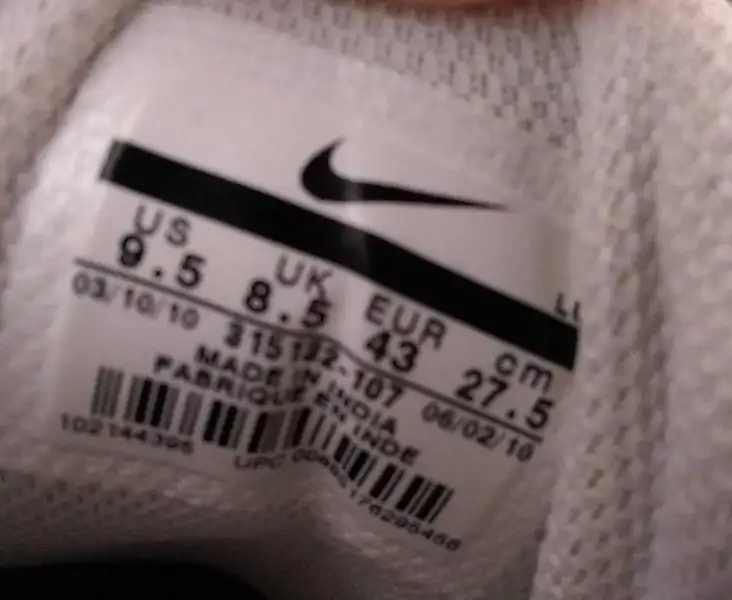 US UK EUR cm
9.5 8.5 43 27.5
03/10/10 315122-107 06/02/10
MADE IN INDIA
FABRIQUE EN INDE
UPC